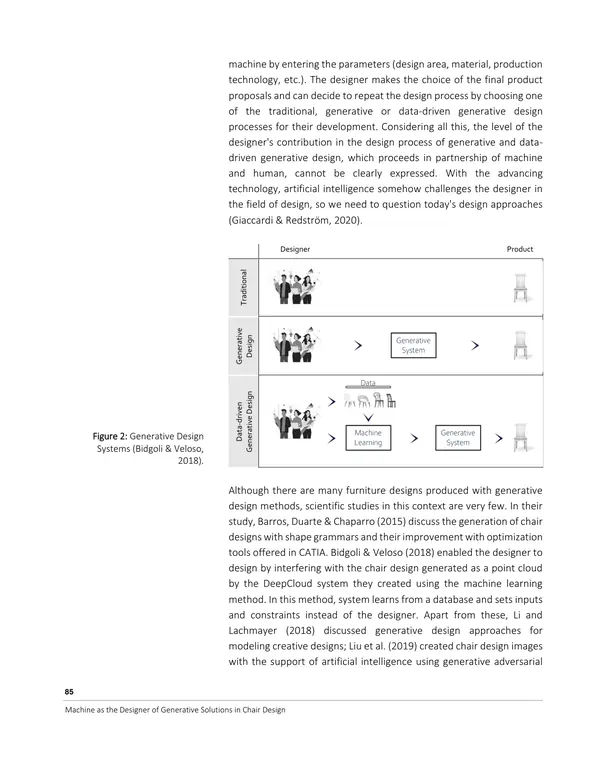 machine by entering the parameters (design area, material, production
technology, etc.). The designer makes the choice of the final product
proposals and can decide to repeat the design process by choosing one
of the traditional, generative or data-driven generative design
processes for their development. Considering all this, the level of the
designer's contribution in the design process of generative and data-
driven generative design, which proceeds in partnership of machine
and human, cannot be clearly expressed. With the advancing
technology, artificial intelligence somehow challenges the designer in
the field of design, so we need to question today's design approaches
(Giaccardi & Redström, 2020).
Designer
Product
Traditional
Generative
Design
Generative
System
Data-driven
Generative Design
Data
Machine
Learning
Generative
System
Figure 2: Generative Design
Systems (Bidgoli & Veloso,
2018).
Although there are many furniture designs produced with generative
design methods, scientific studies in this context are very few. In their
study, Barros, Duarte & Chaparro (2015) discuss the generation of chair
designs with shape grammars and their improvement with optimization
tools offered in CATIA. Bidgoli & Veloso (2018) enabled the designer to
design by interfering with the chair design generated as a point cloud
by the DeepCloud system they created using the machine learning
method. In this method, system learns from a database and sets inputs
and constraints instead of the designer. Apart from these, Li and
Lachmayer (2018) discussed generative design approaches for
modeling creative designs; Liu et al. (2019) created chair design images
with the support of artificial intelligence using generative adversarial
85
Machine as the Designer of Generative Solutions in Chair Design